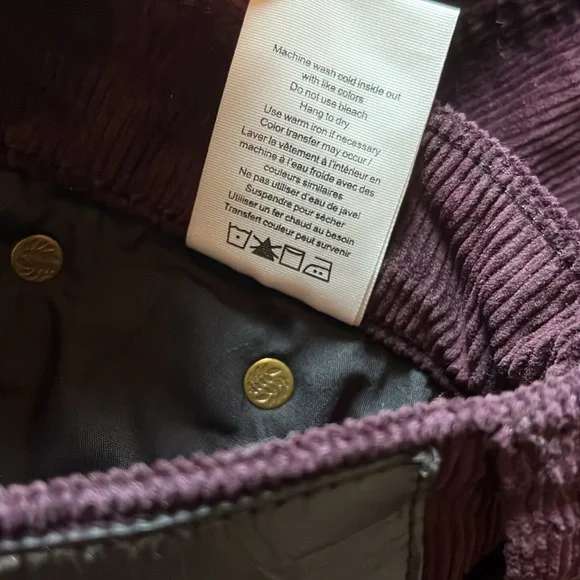 Machine wash cold inside out
with like colors
Do not use bleach
Hang to dry
Use warm iron if necessary
Color transfer may occur /
Laver la vêtement à l'intérieur en
machine à l'eau froide avec des
couleurs similaires
Ne pas utiliser d'eau de javel
Suspendre pour sécher
Utiliser un fer chaud au besoin
Transfert couleur peut survenir